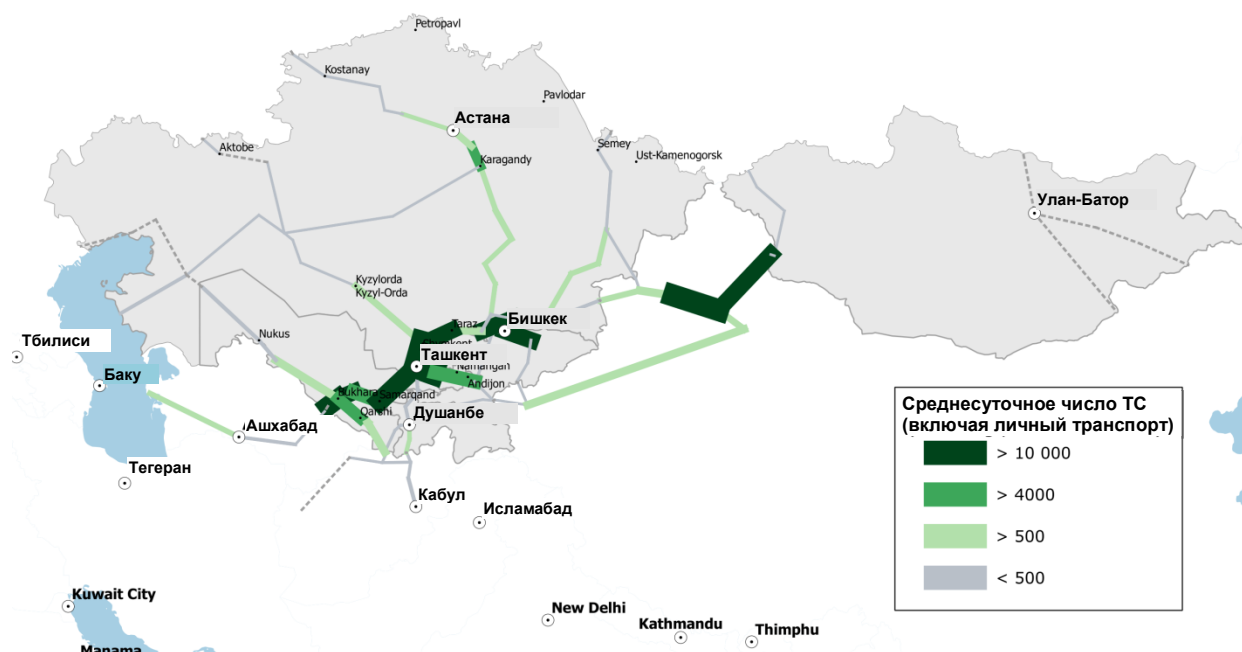 Petropavl
Kostanay
Pavlodar
Астана
Aktobe
Semey
Karagandy
Ust-Kamenogorsk
Улан-Батор
Kyzylorda
Kyzyl-Orda
Nukus
Taraz
Бишкек
Тбилиси
Ташкент
Namangan
Баку
Andijon
Bukhara
Samarqand
Qarshi
Душанбе
Ашхабад
Тегеран
Кабул
Исламабад
Среднесуточное число ТС
(включая личный транспорт)
> 10 000
> 4000
> 500
< 500
Kuwait City
New Delhi
Kathmandu
Thimphu
Manama